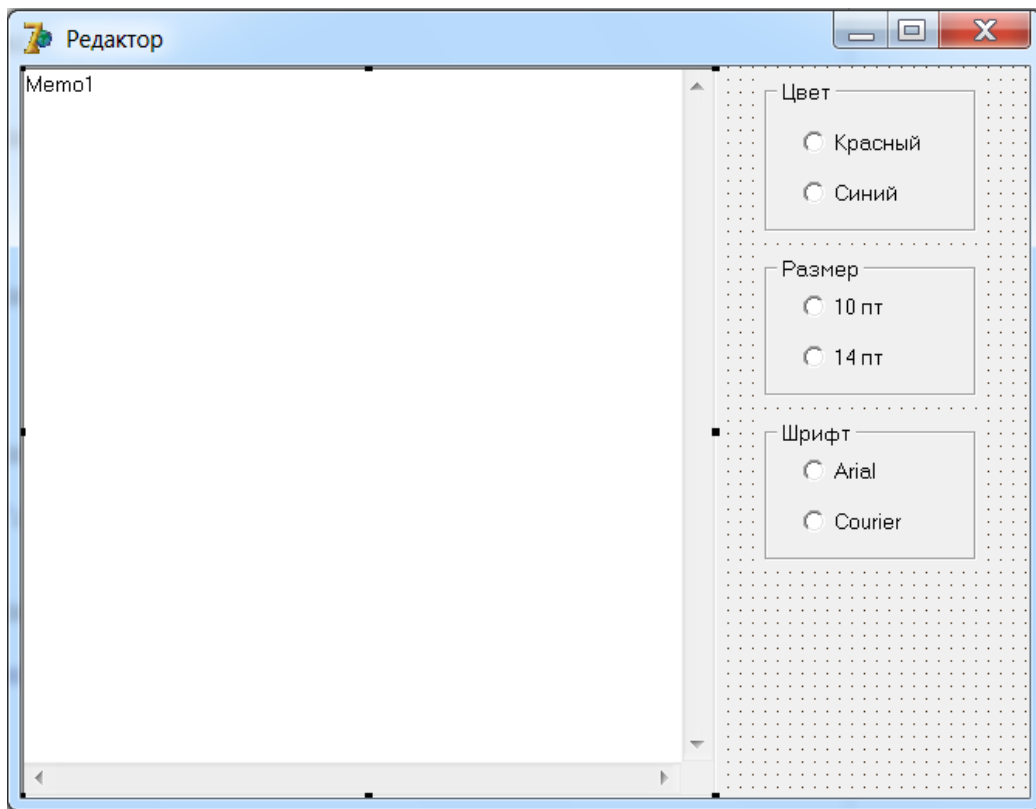 Редактор
Memo1
Цвет
Красный
Синий
Размер
10 пт
14 пт
Шрифт
Arial
Courier